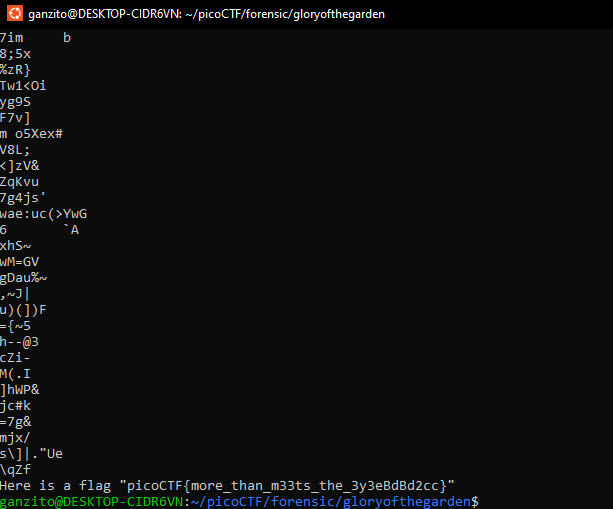 ganzito@DESKTOP-CIDR6VN: ~/picoCTF/forensic/gloryofthegarden
7im     b
8;5x
%zR}
Tw1<Oi
yg9S
F7v]
m o5Xex#
V8L;
<]zV&
ZqKvu
7g4js'
wae:uc(>YwG
6       `A
xhS~
wM=GV
gDau%~
,~J|
u)(])F
={~5
h--@3
cZi-
M(.I
]hWP&
jc#k
=7g&
mjx/
s\]|."Ue
\qZf
Here is a flag "picoCTF{more_than_m33ts_the_3y3eBdBd2cc}"
ganzito@DESKTOP-CIDR6VN:~/picoCTF/forensic/gloryofthegarden$